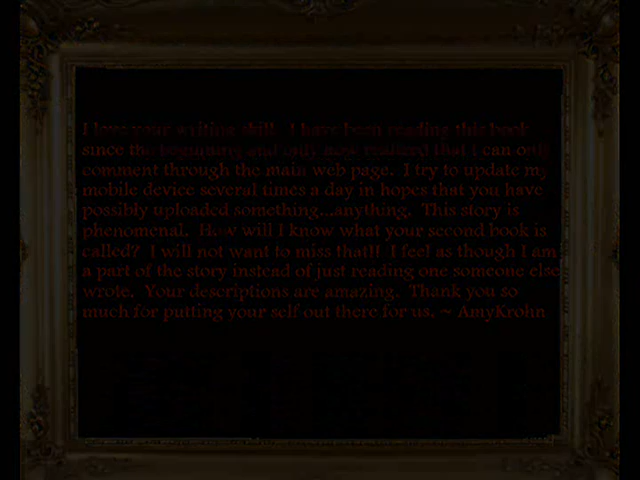 I love your writing skill. I have been reading this book
since the beginning and only now realized that I can only
comment through the main web page. I try to update my
mobile device several times a day in hopes that you have
possibly uploaded something...anything. This story is
phenomenal. How will I know what your second book is
called? I will not want to miss that!! I feel as though I am
a part of the story instead of just reading one someone else
wrote. Your descriptions are amazing. Thank you so
much for putting your self out there for us. ~ AmyKrohn